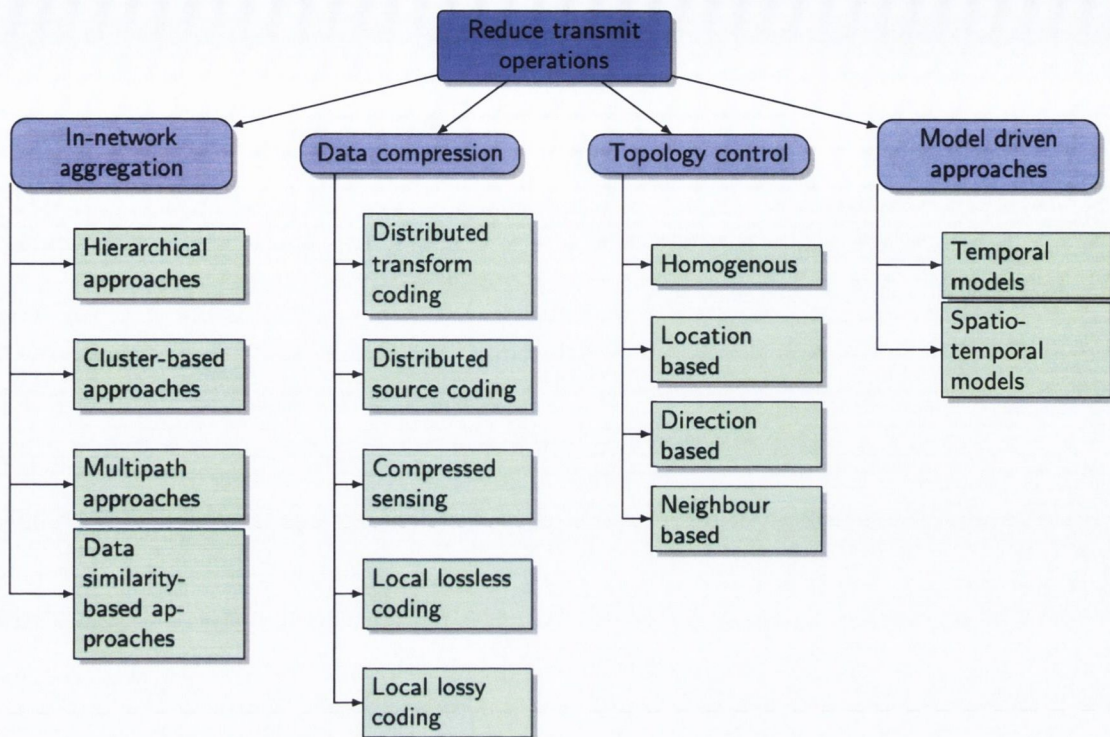 Reduce transmit
operations
In-network
aggregation
Hierarchical
approaches
Cluster-based
approaches
Multipath
approaches
Data
similarity-
based ap-
proaches
Data compression
Distributed
transform
coding
Distributed
source coding
Compressed
sensing
Local lossless
coding
Local lossy
coding
Topology control
Homogenous
Location
based
Direction
based
Neighbour
based
Model driven
approaches
Temporal
models
Spatio-
temporal
models